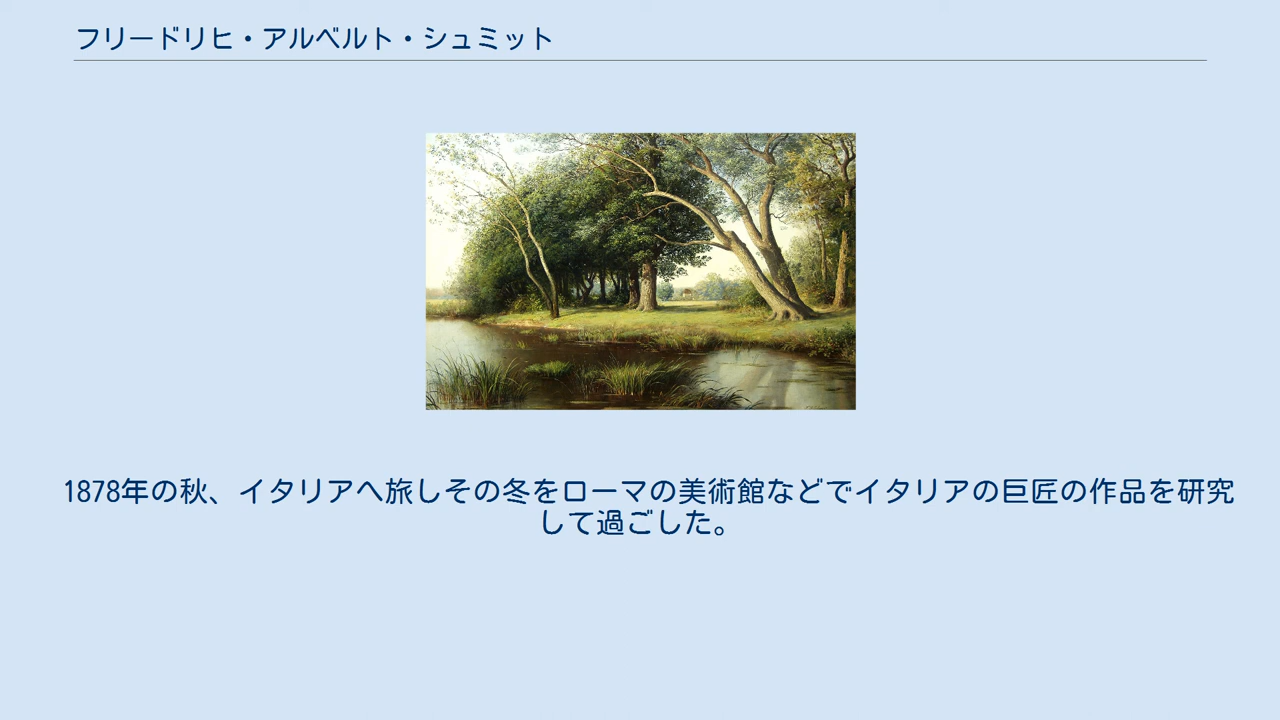 フリードリヒ・アルベルト・シュミット
1878年の秋、イタリアへ旅しその冬をローマの美術館などでイタリアの巨匠の作品を研究
して過ごした。